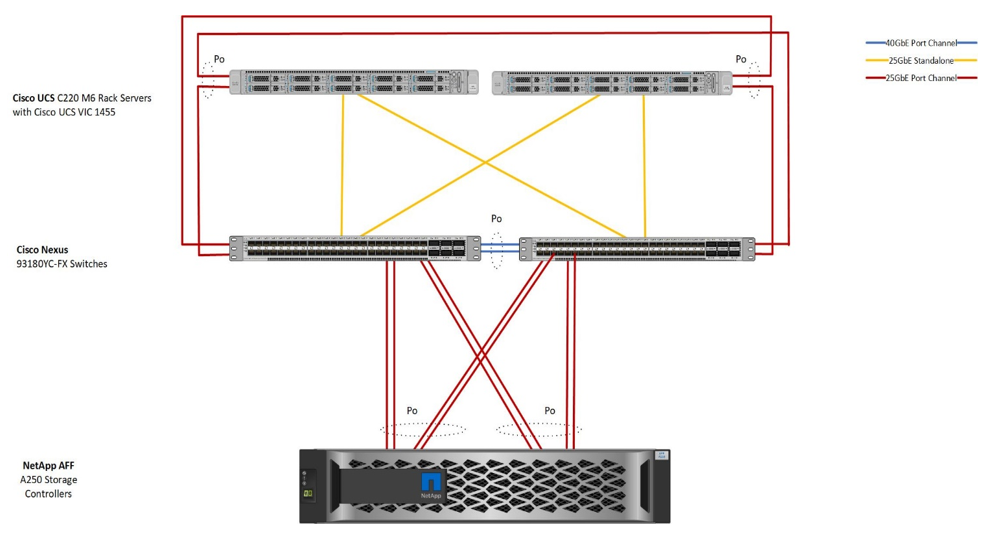 Po
Po
40GbE Port Channel
25GbE Standalone
25GbE Port Channel
Cisco UCS C220 M6 Rack Servers
with Cisco UCS VIC 1455
Po
Cisco Nexus
93180YC-FX Switches
Po
Po
NetApp AFF
A250 Storage
Controllers
NetApp